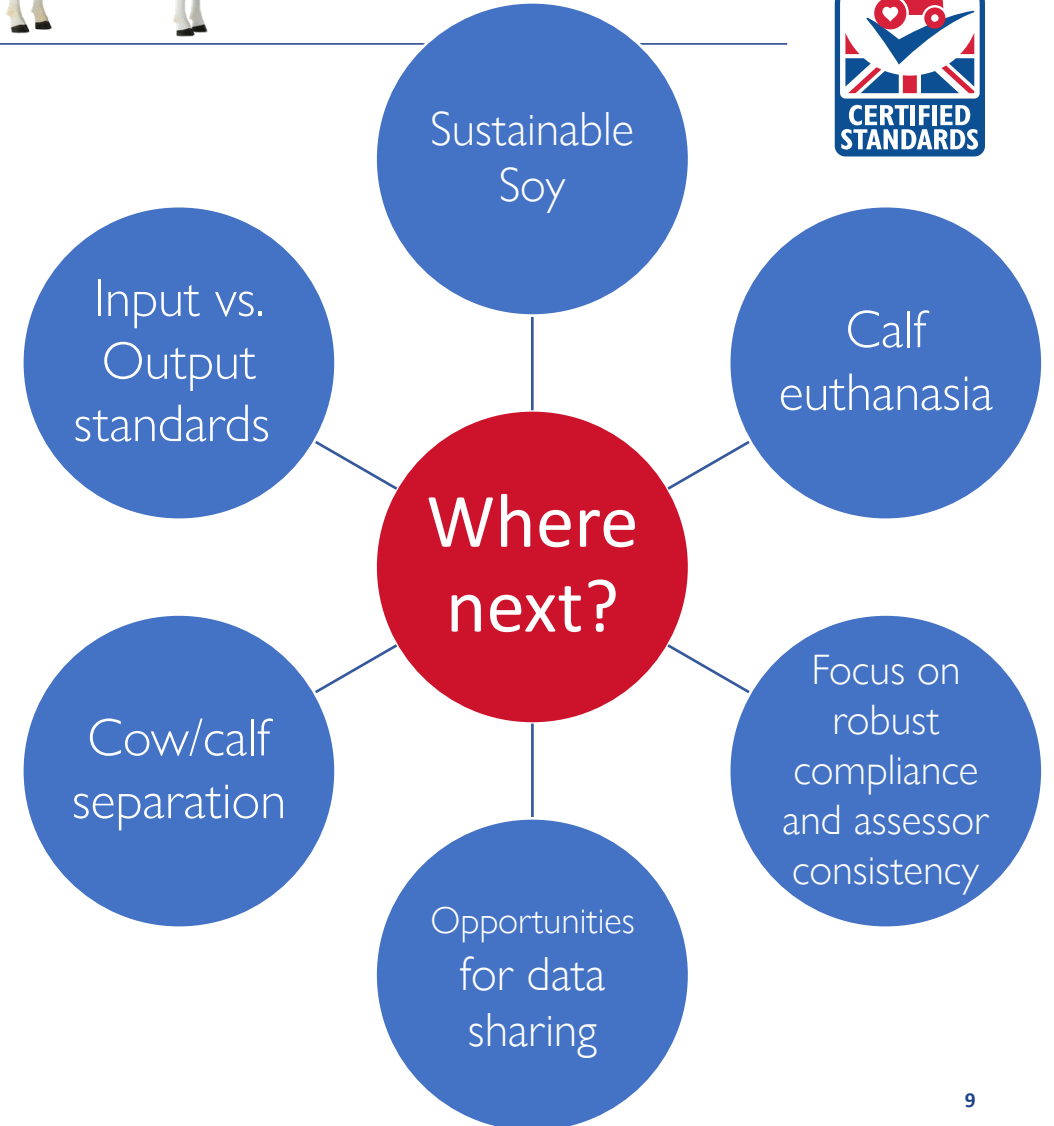 CERTIFIED
STANDARDS
Sustainable
Soy
Input vs.
Output
standards
Calf
euthanasia
Where
next?
Cow/calf
separation
Focus on
robust
compliance
and assessor
consistency
Opportunities
for data
sharing
9